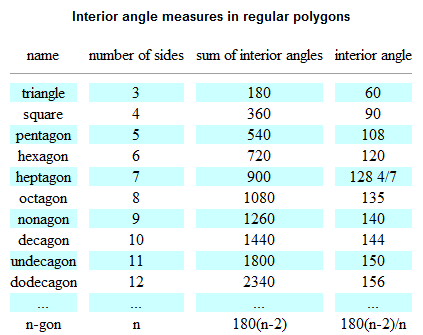 Interior angle measures in regular polygons
name number of sides sum of interior angles interior angle
triangle 3 180 60
square 4 360 90
pentagon 5 540 108
hexagon 6 720 120
heptagon 7 900 128 4/7
octagon 8 1080 135
nonagon 9 1260 140
decagon 10 1440 144
undecagon 11 1800 150
dodecagon 12 2340 156
... ... ... ...
n-gon n 180(n-2) 180(n-2)/n